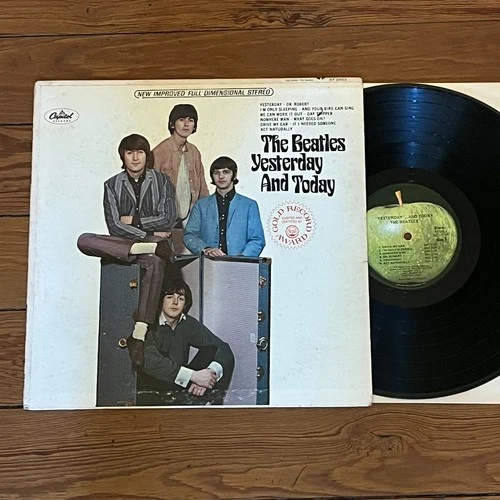 NEW IMPROVED FULL DIMENSIONAL STEREO
Capitol
RECORDS
YESTERDAY · DR. ROBERT
I'M ONLY SLEEPING · AND YOUR BIRD CAN SING
WE CAN WORK IT OUT · DAY TRIPPER
NOWHERE MAN · WHAT GOES ON?
DRIVE MY CAR · IF I NEEDED SOMEONE
ACT NATURALLY
The Beatles
Yesterday
And Today
GOLD RECORD
AWARD
YESTERDAY...AND TODAY
THE BEATLES